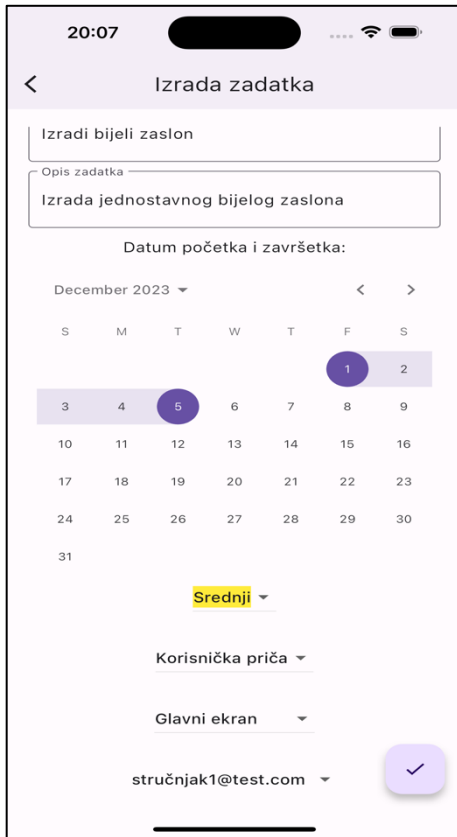 20:07
Izrada zadatka
Izradi bijeli zaslon
Opis zadatka
Izrada jednostavnog bijelog zaslona
Datum početka i završetka:
December 2023
S M T W T F S
1 2
3 4 5 6 7 8 9
10 11 12 13 14 15 16
17 18 19 20 21 22 23
24 25 26 27 28 29 30
31
Srednji
Korisnička priča
Glavni ekran
stručnjak1@test.com